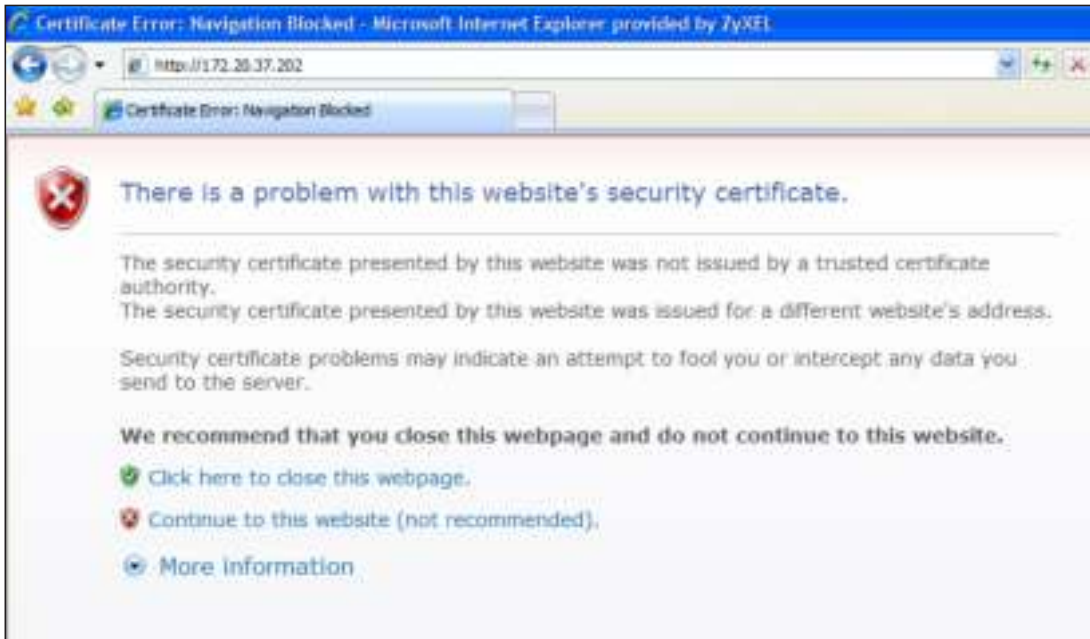 Certificate Error: Navigation Blocked - Microsoft Internet Explorer provided by ZyXEL
http://172.20.37.202
Certificate Error: Navigation Blocked
There is a problem with this website's security certificate.
The security certificate presented by this website was not issued by a trusted certificate
authority.
The security certificate presented by this website was issued for a different website's address.
Security certificate problems may indicate an attempt to fool you or intercept any data you
send to the server.
We recommend that you close this webpage and do not continue to this website.
Click here to close this webpage.
Continue to this website (not recommended).
More information